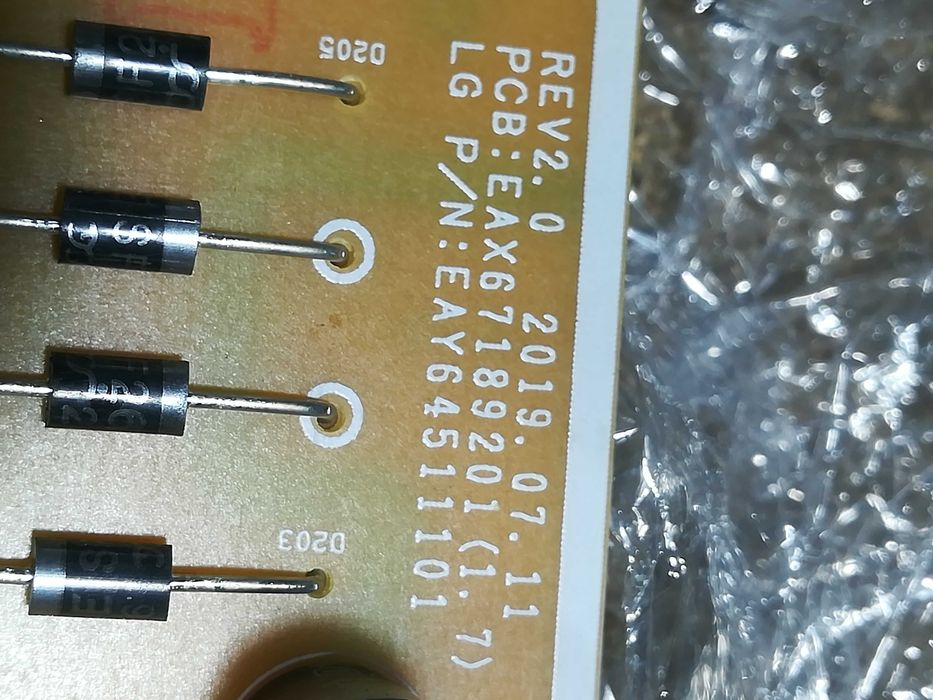 REV2.0 2019.07.11
PCB:EAX67189201(1.7)
LG P/N:EAY64511101
D205
D203